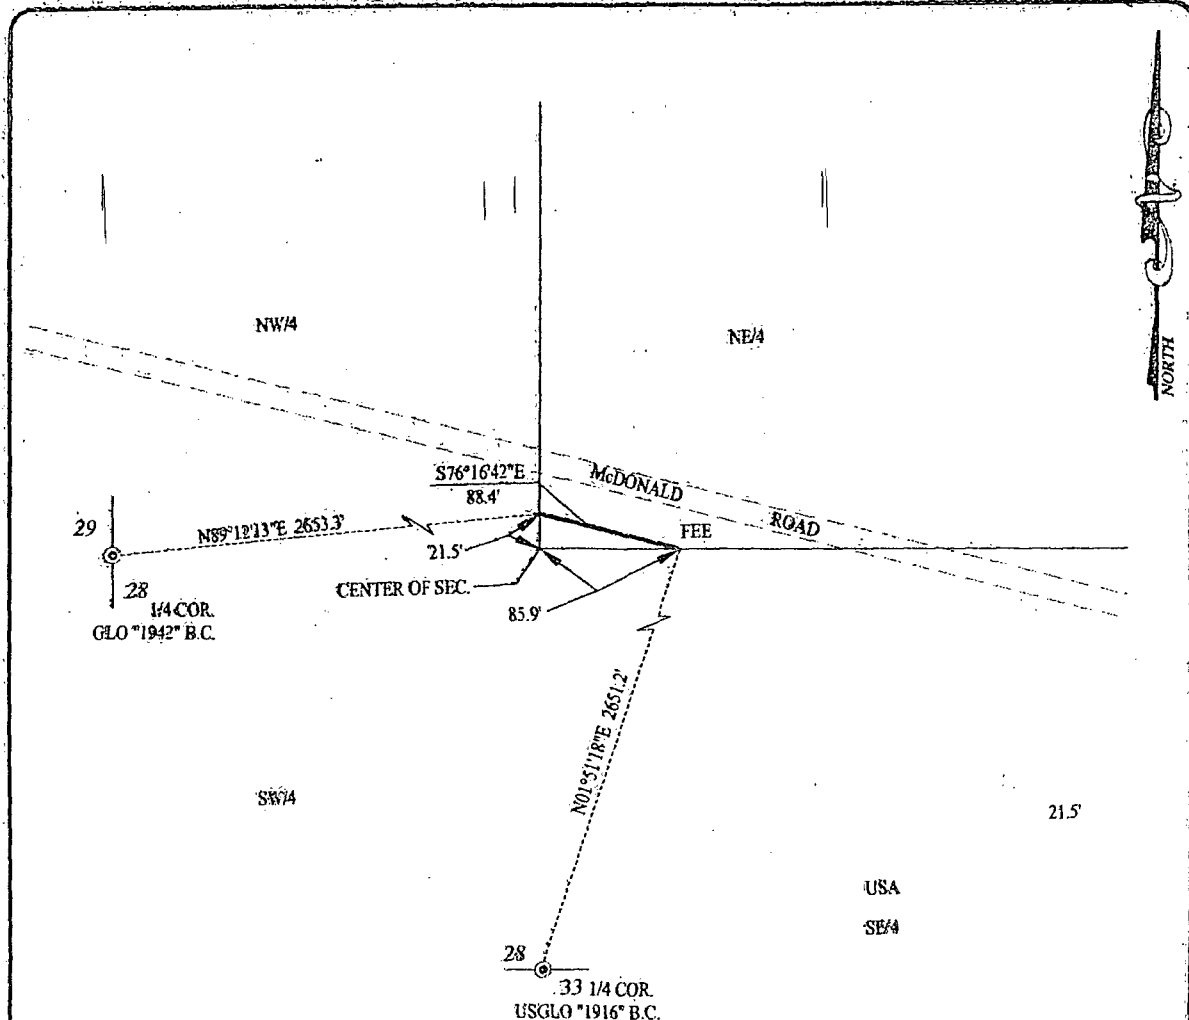 NORTH
NW/4
NE/4
S76°16'42"E
88.4'
McDONALD
ROAD
29
N89°12'13"E 2653.3'
21.5'
FEE
CENTER OF SEC.
28
1/4 COR.
GLO "1942" B.C.
85.9'
N01°51'18"E 2651.2'
SW/4
21.5'
USA
SE/4
28
33 1/4 COR.
USGLO "1916" B.C.